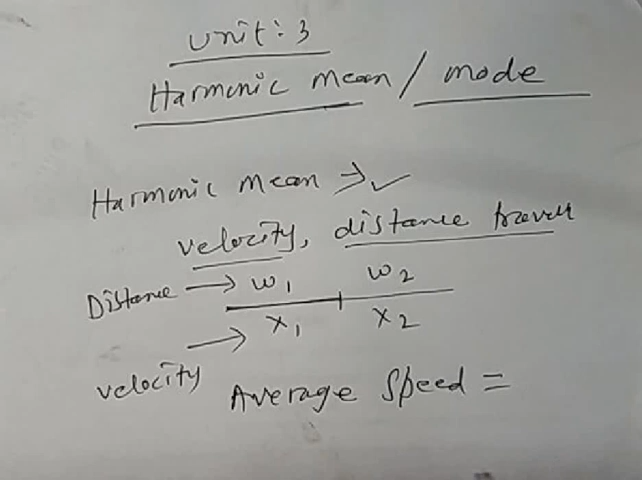 Unit: 3
Harmonic mean / mode
Harmonic mean → ✓
velocity, distance travel
Distance → w₁ w₂
→ x₁ x₂
velocity
Average Speed =